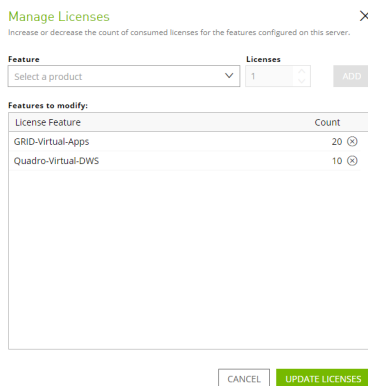 Manage Licenses
Increase or decrease the count of consumed licenses for the features configured on this server.
Feature Licenses
Select a product 1 ADD
Features to modify:
License Feature Count
GRID-Virtual-Apps 20
Quadro-Virtual-DWS 10
CANCEL UPDATE LICENSES